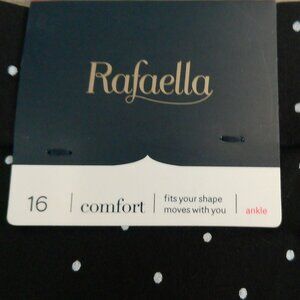 Rafaella
16 | comfort | fits your shape
moves with you | ankle